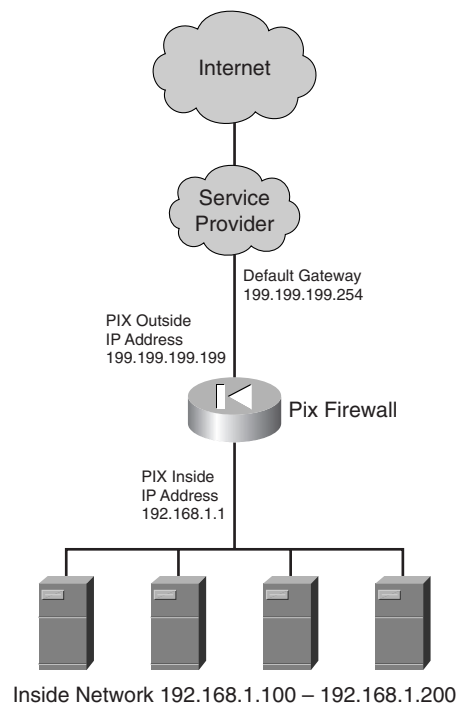 Internet
Service
Provider
Default Gateway
199.199.199.254
PIX Outside
IP Address
199.199.199.199
Pix Firewall
PIX Inside
IP Address
192.168.1.1
Inside Network 192.168.1.100 – 192.168.1.200